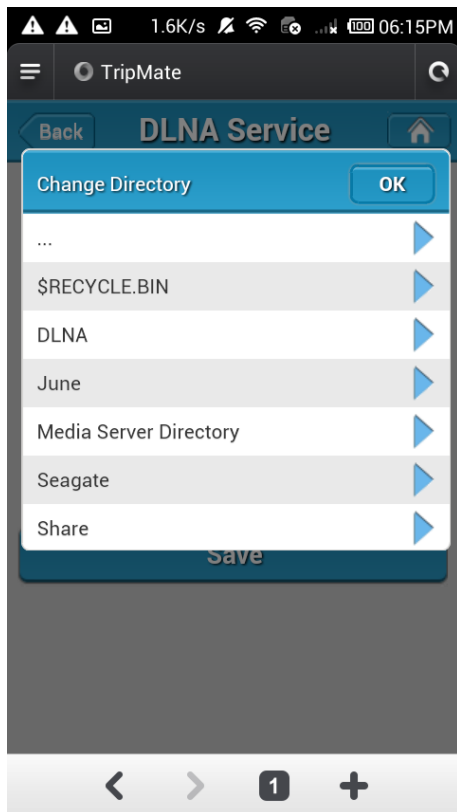 1.6K/s 100 06:15PM
TripMate
Back DLNA Service
Change Directory OK
...
$RECYCLE.BIN
DLNA
June
Media Server Directory
Seagate
Share
Save
1